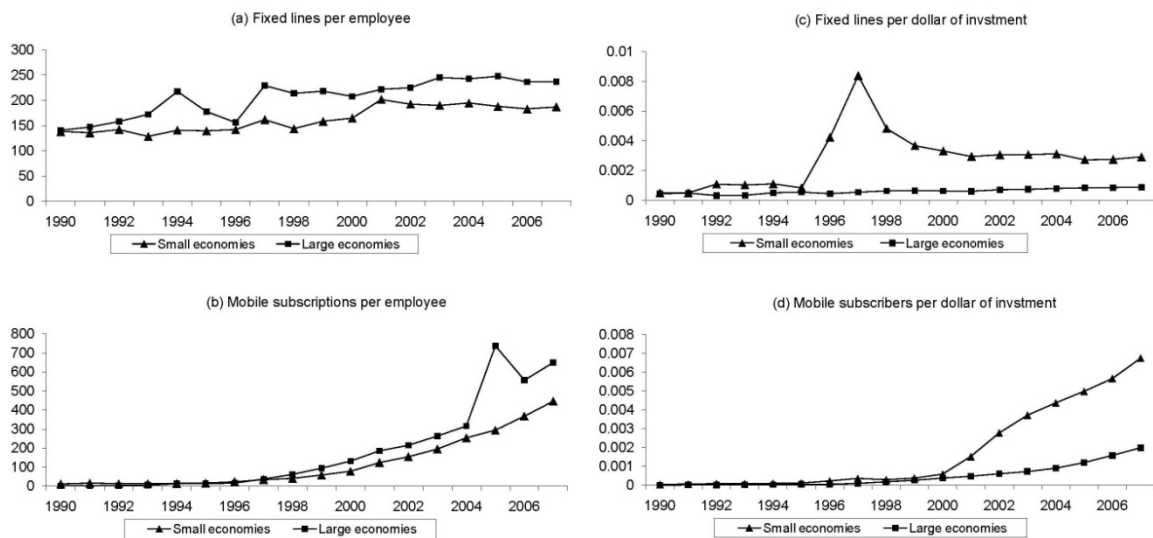 (a) Fixed lines per employee
300
250
200
150
100
50
0
1990 1992 1994 1996 1998 2000 2002 2004 2006
Small economies Large economies
(c) Fixed lines per dollar of invstment
0.01
0.008
0.006
0.004
0.002
0
1990 1992 1994 1996 1998 2000 2002 2004 2006
Small economies Large economies
(b) Mobile subscriptions per employee
800
700
600
500
400
300
200
100
0
1990 1992 1994 1996 1998 2000 2002 2004 2006
Small economies Large economies
(d) Mobile subscribers per dollar of invstment
0.008
0.007
0.006
0.005
0.004
0.003
0.002
0.001
0
1990 1992 1994 1996 1998 2000 2002 2004 2006
Small economies Large economies